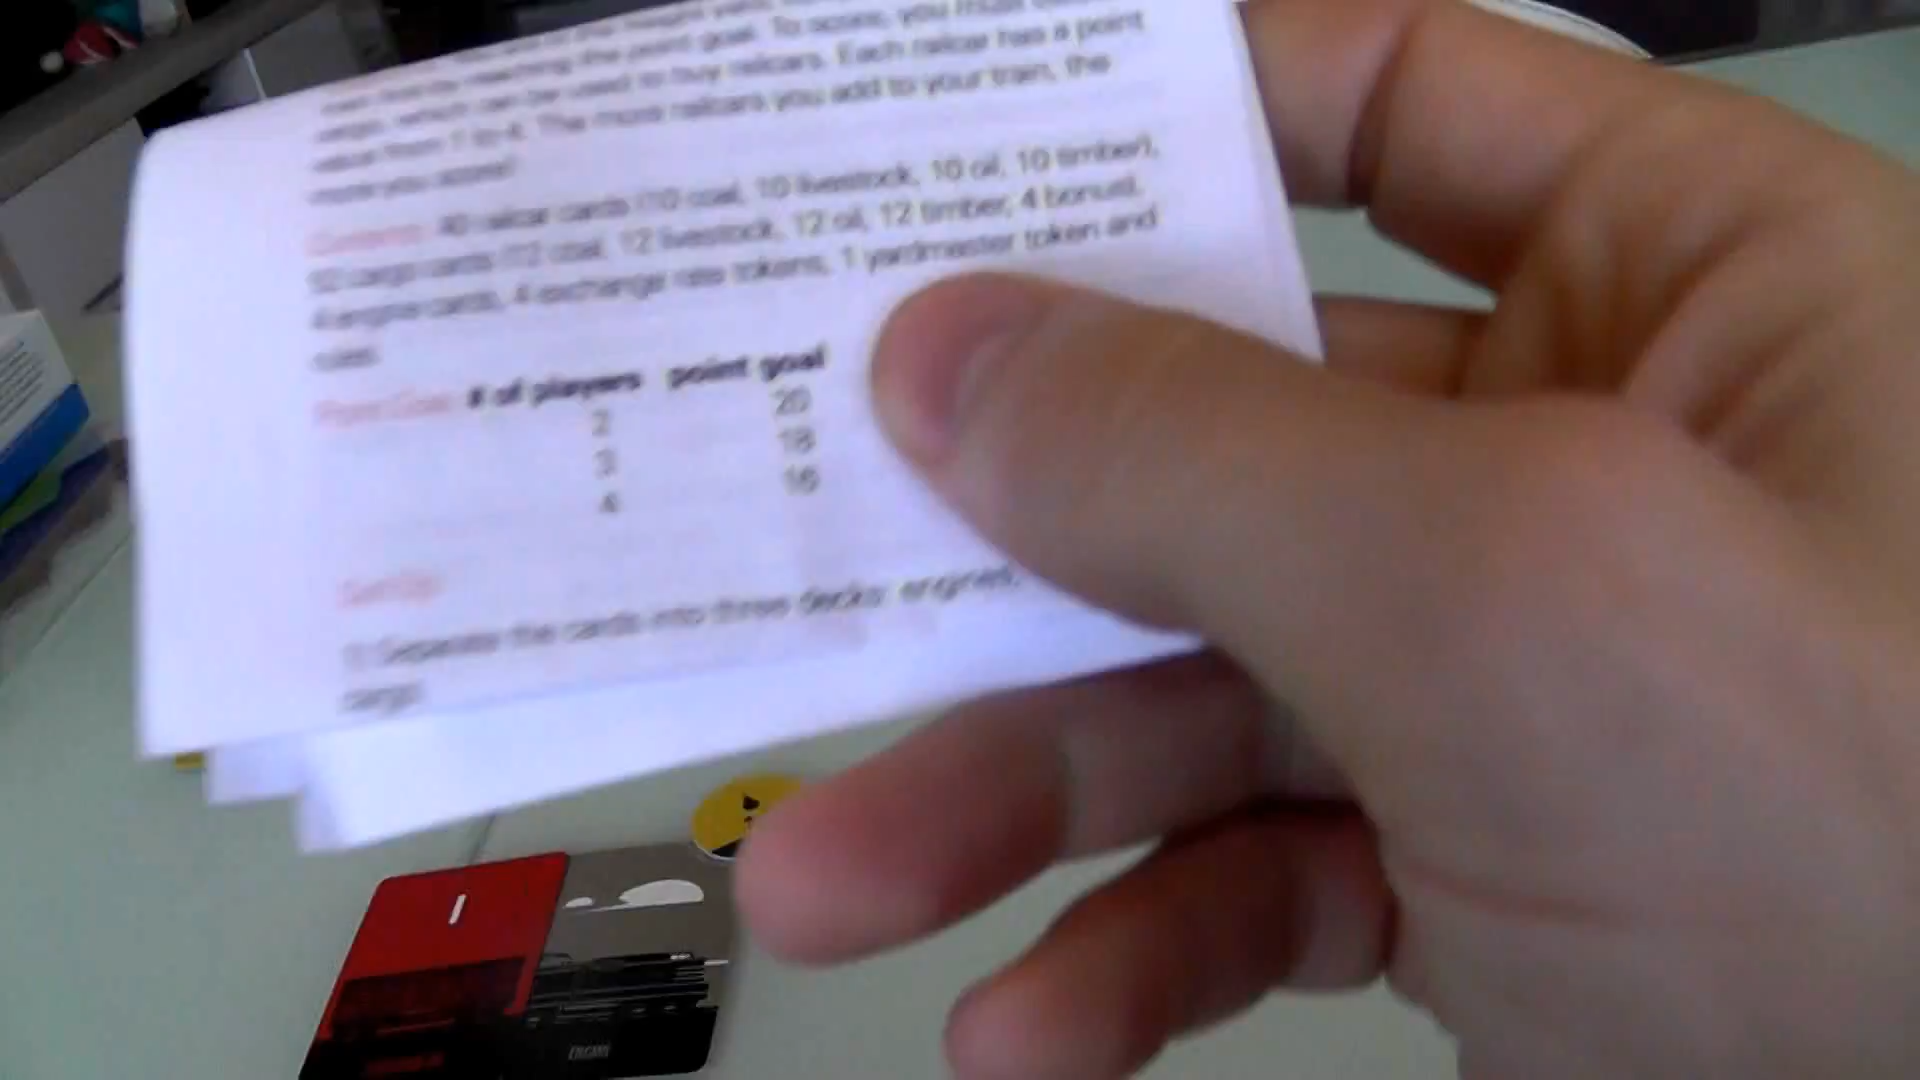 reaching the point goal. To score, you must
cargo, which can be used to buy railcars. Each railcar has a point
value from 1 to 4. The more railcars you add to your train, the
more you score!
Contents: 40 railcar cards (10 coal, 10 livestock, 10 oil, 10 timber),
52 cargo cards (12 coal, 12 livestock, 12 oil, 12 timber, 4 bonus),
4 engine cards, 4 exchange rate tokens, 1 yardmaster token and
rules
Point Goal: # of players point goal
2 20
3 18
4 16
Set Up
1) Separate the cards into three decks: engines,
cargo
1